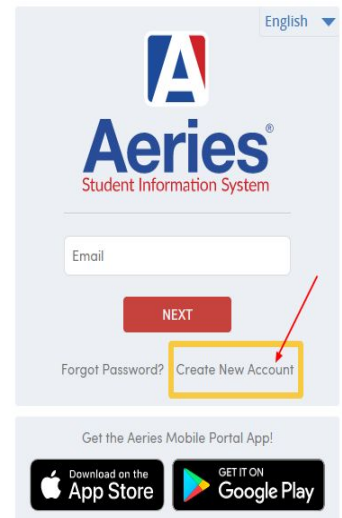 English
Aeries®
Student Information System
Email
NEXT
Forgot Password? Create New Account
Get the Aeries Mobile Portal App!
Download on the App Store
GET IT ON Google Play